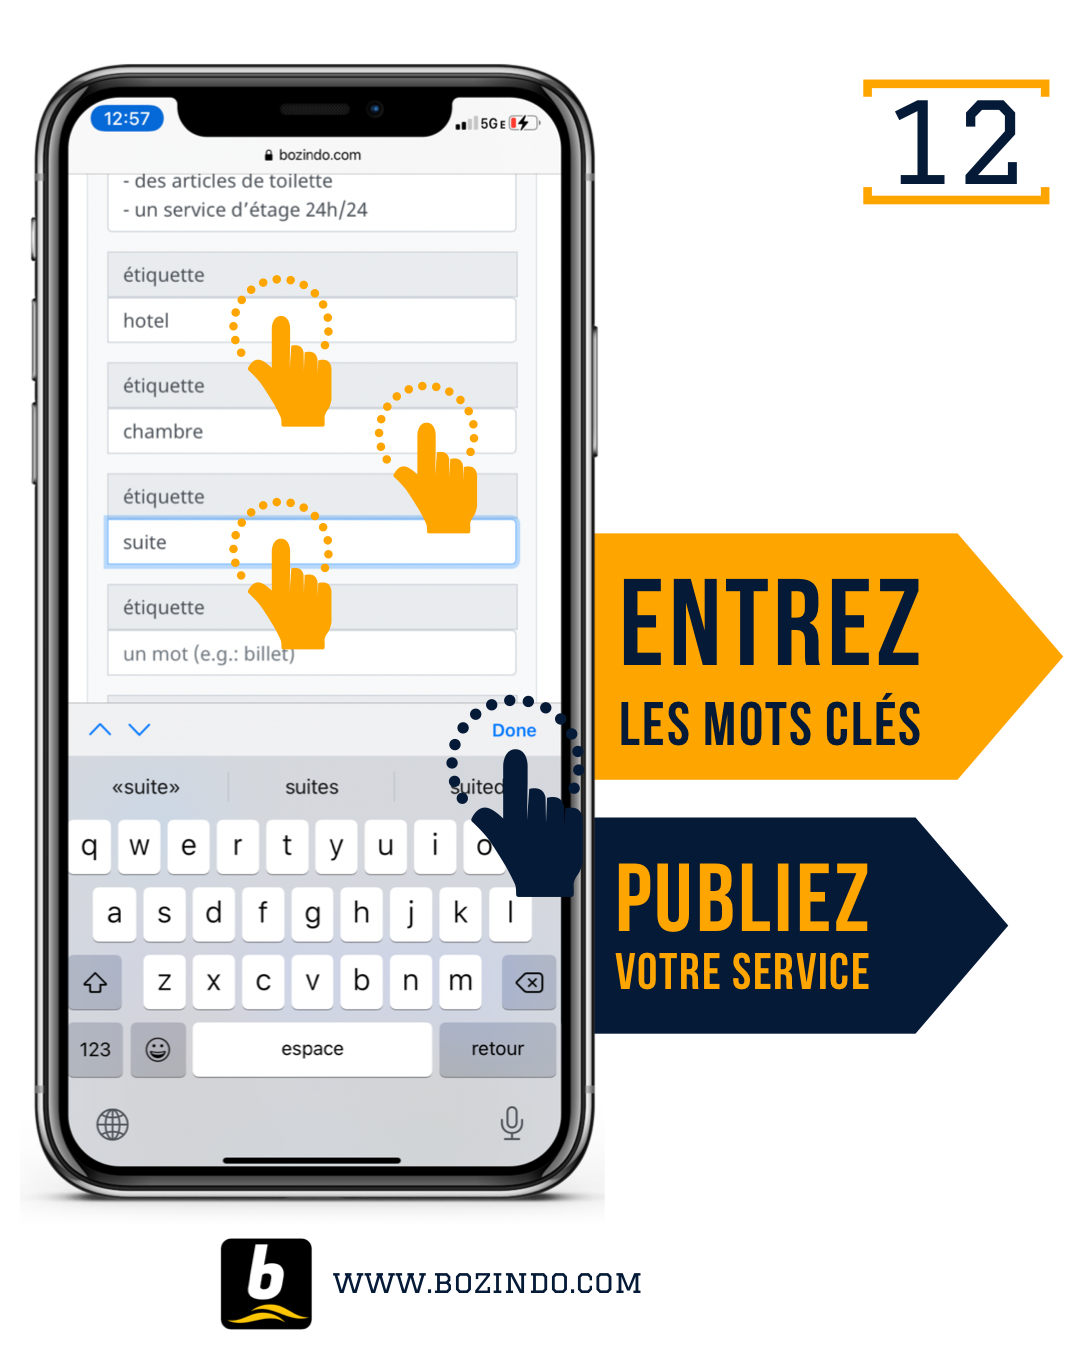 12:57
5GE
bozindo.com
- des articles de toilette
- un service d’étage 24h/24
étiquette
hotel
étiquette
chambre
étiquette
suite
étiquette
un mot (e.g.: billet)
Done
«suite» suites suited
q w e r t y u i o
a s d f g h j k l
z x c v b n m
123 espace retour
12
ENTREZ
LES MOTS CLÉS
PUBLIEZ
VOTRE SERVICE
b
WWW.BOZINDO.COM